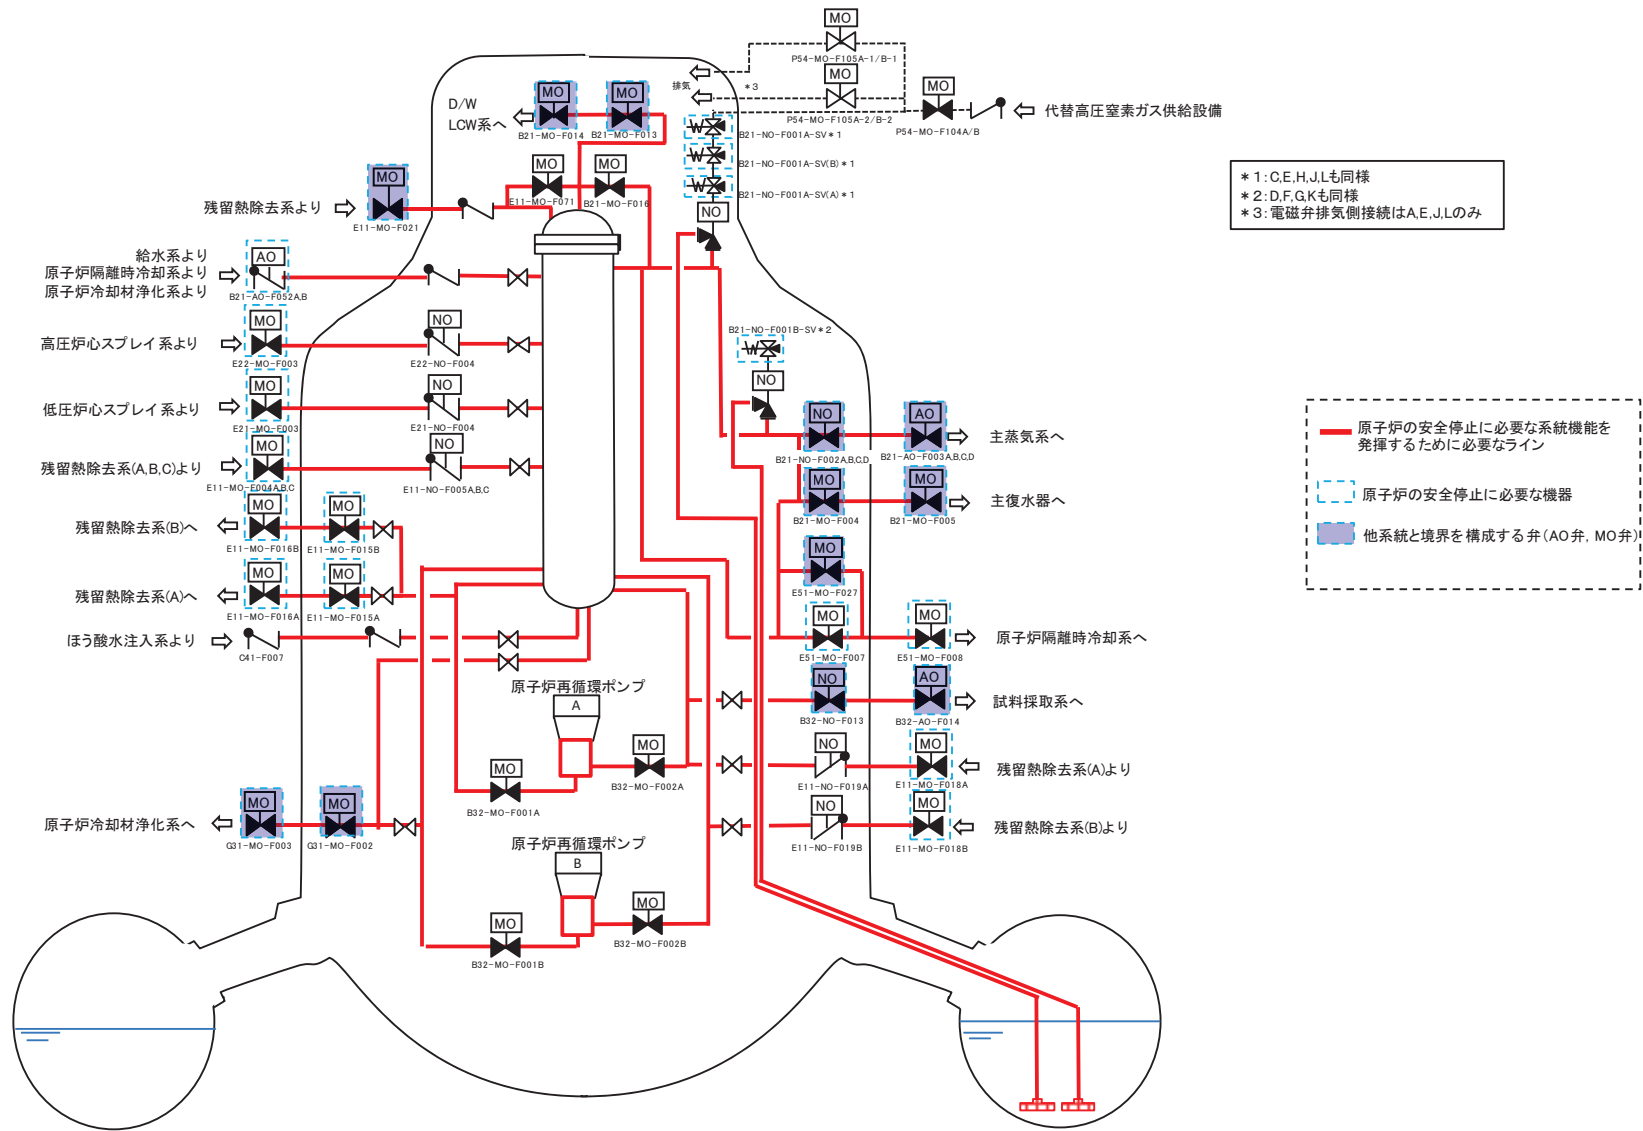 MO
P54-MO-F105A-1/B-1
MO
P54-MO-F105A-2/B-2
排気
*3
MO
P54-MO-F104A/B
代替高圧窒素ガス供給設備
D/W
LCW系へ
MO
B21-MO-F014
MO
B21-MO-F013
B21-NO-F001A-SV*1
B21-NO-F001A-SV(B)*1
B21-NO-F001A-SV(A)*1
NO
*1:C,E,H,J,Lも同様
*2:D,F,G,Kも同様
*3:電磁弁排気側接続はA,E,J,Lのみ
残留熱除去系より
MO
E11-MO-F021
MO
E11-MO-F071
MO
B21-MO-F016
給水系より
原子炉隔離時冷却系より
原子炉冷却材浄化系より
AO
B21-AO-F052A,B
高圧炉心スプレイ系より
MO
E22-MO-F003
NO
E22-NO-F004
B21-NO-F001B-SV*2
NO
低圧炉心スプレイ系より
MO
E21-MO-F003
NO
E21-NO-F004
NO
B21-NO-F002A,B,C,D
AO
B21-AO-F003A,B,C,D
主蒸気系へ
残留熱除去系(A,B,C)より
MO
E11-MO-F004A,B,C
NO
E11-NO-F005A,B,C
MO
B21-MO-F004
MO
B21-MO-F005
主復水器へ
残留熱除去系(B)へ
MO
E11-MO-F016B
MO
E11-MO-F015B
MO
E51-MO-F027
残留熱除去系(A)へ
MO
E11-MO-F016A
MO
E11-MO-F015A
ほう酸水注入系より
C41-F007
MO
E51-MO-F007
MO
E51-MO-F008
原子炉隔離時冷却系へ
原子炉再循環ポンプ
A
NO
B32-NO-F013
AO
B32-AO-F014
試料採取系へ
MO
B32-MO-F001A
MO
B32-MO-F002A
NO
E11-NO-F019A
MO
E11-MO-F018A
残留熱除去系(A)より
原子炉冷却材浄化系へ
MO
G31-MO-F003
MO
G31-MO-F002
原子炉再循環ポンプ
B
NO
E11-NO-F019B
MO
E11-MO-F018B
残留熱除去系(B)より
MO
B32-MO-F001B
MO
B32-MO-F002B
原子炉の安全停止に必要な系統機能を
発揮するために必要なライン
原子炉の安全停止に必要な機器
他系統と境界を構成する弁(AO弁, MO弁)